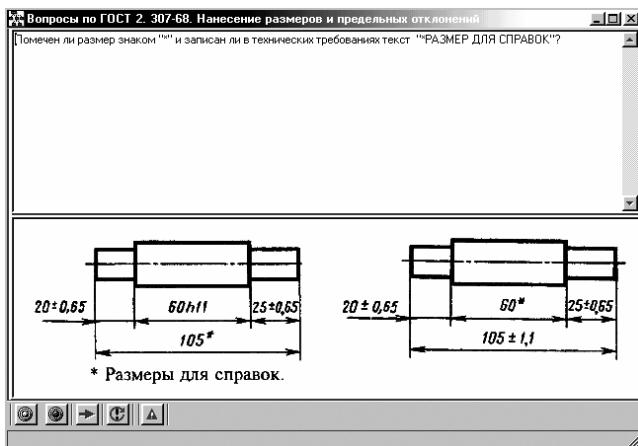 Вопросы по ГОСТ 2. 307-68. Нанесение размеров и предельных отклонений
Помечен ли размер знаком "*" и записан ли в технических требованиях текст "*РАЗМЕР ДЛЯ СПРАВОК"?
20±0,65 60h11 25±0,65
105*
* Размеры для справок.
20±0,65 60* 25±0,65
105±1,1